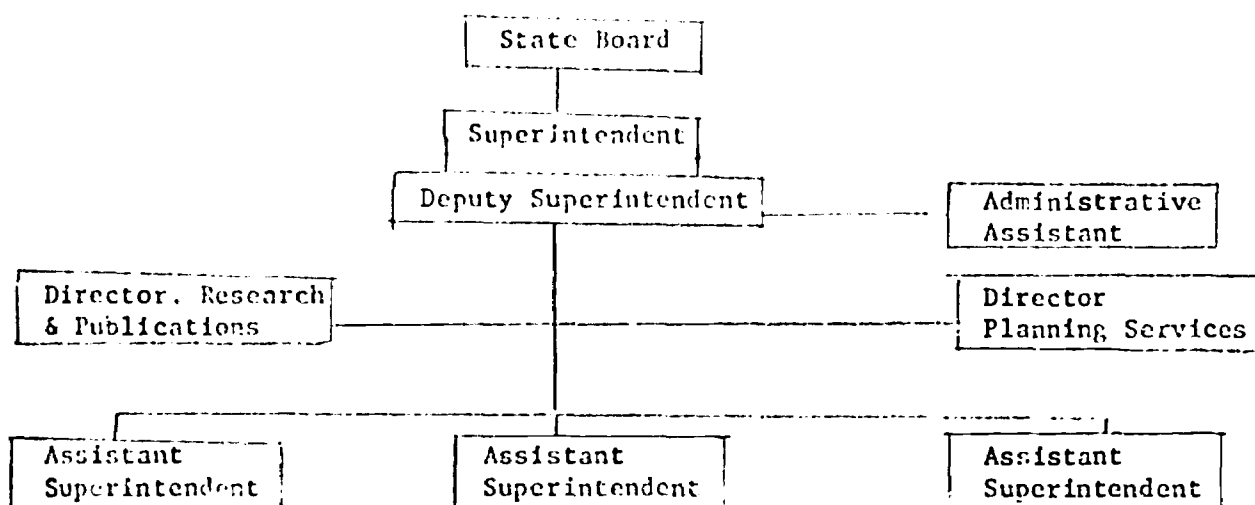 State Board
Superintendent
Deputy Superintendent
Administrative
Assistant
Director, Research
& Publications
Director
Planning Services
Assistant
Superintendent
Assistant
Superintendent
Assistant
Superintendent